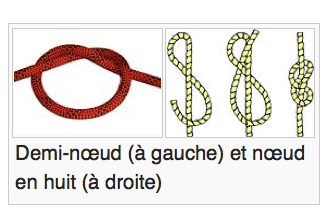 Demi-nœud (à gauche) et nœud
en huit (à droite)